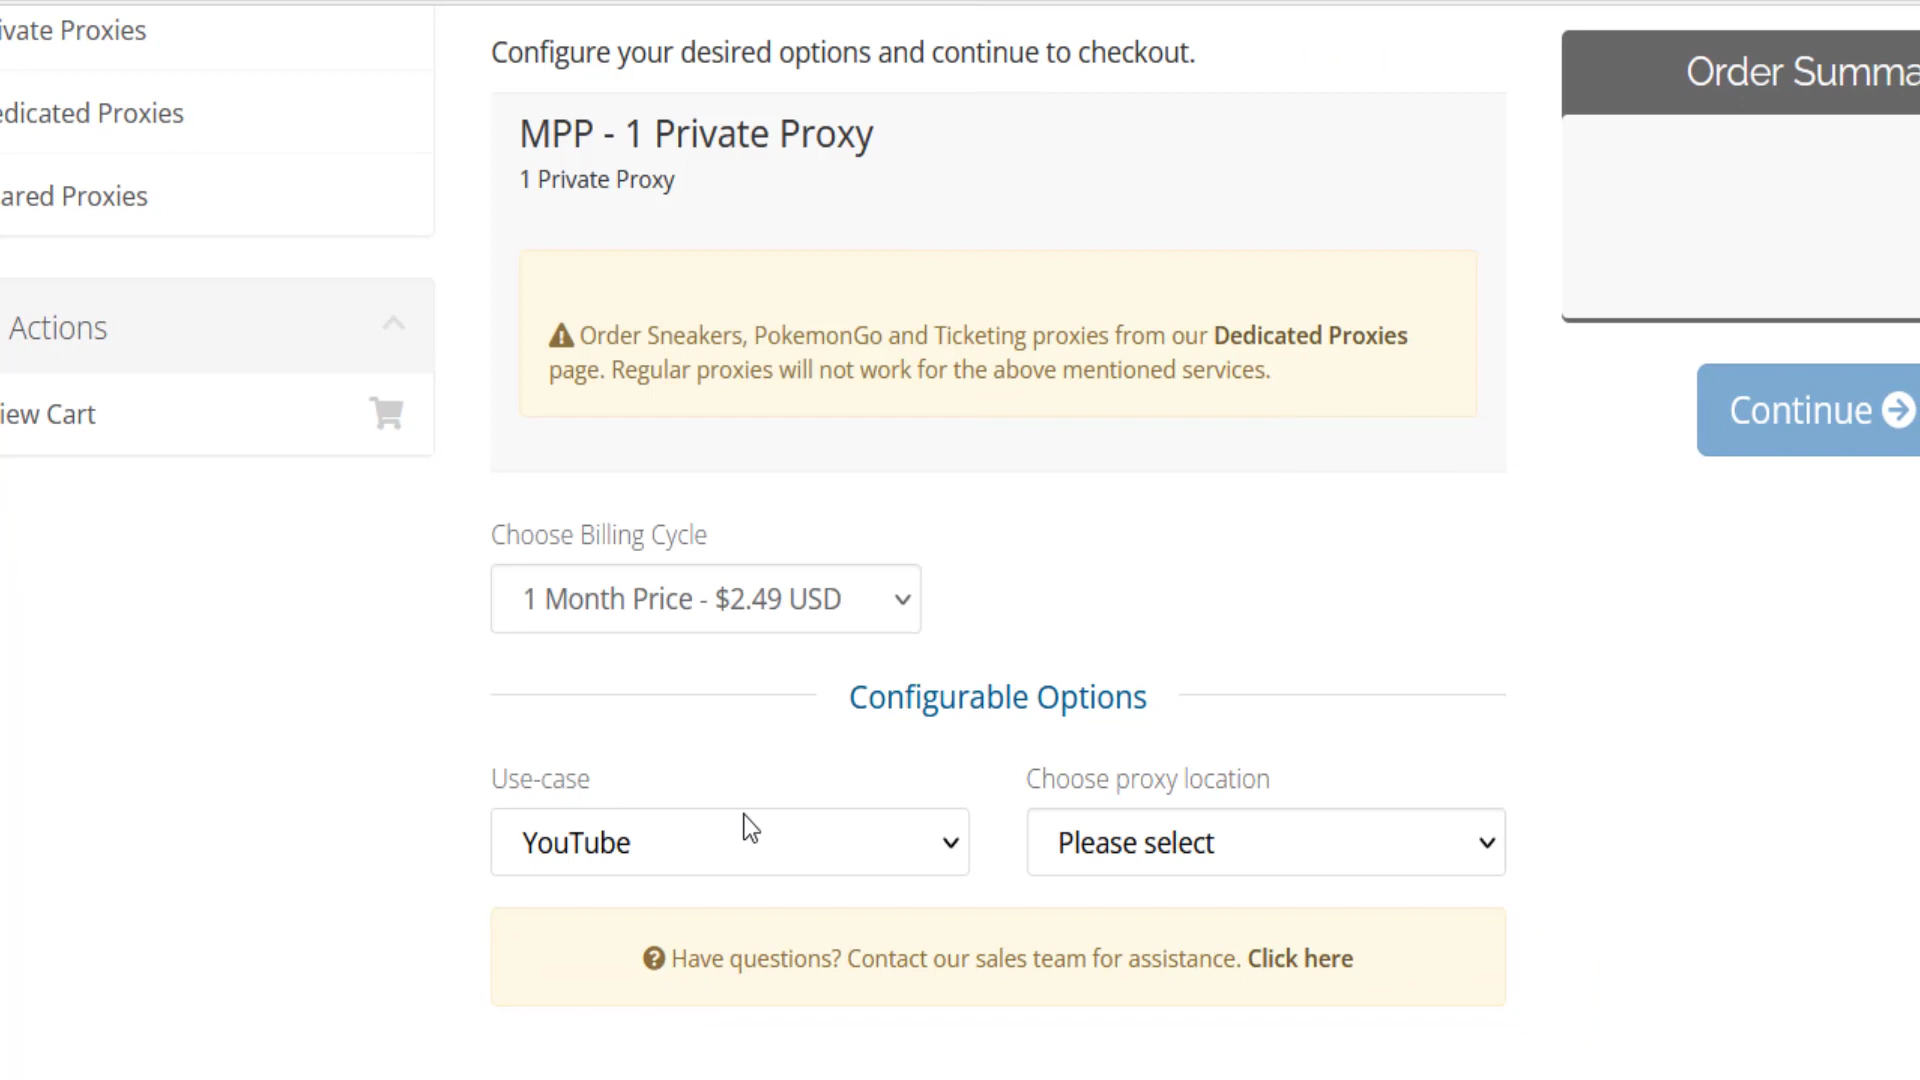 ivate Proxies
edicated Proxies
ared Proxies
Actions
iew Cart
Configure your desired options and continue to checkout.
MPP - 1 Private Proxy
1 Private Proxy
Order Sneakers, PokemonGo and Ticketing proxies from our Dedicated Proxies
page. Regular proxies will not work for the above mentioned services.
Choose Billing Cycle
1 Month Price - $2.49 USD
Configurable Options
Use-case
YouTube
Choose proxy location
Please select
Have questions? Contact our sales team for assistance. Click here
Order Summa
Continue